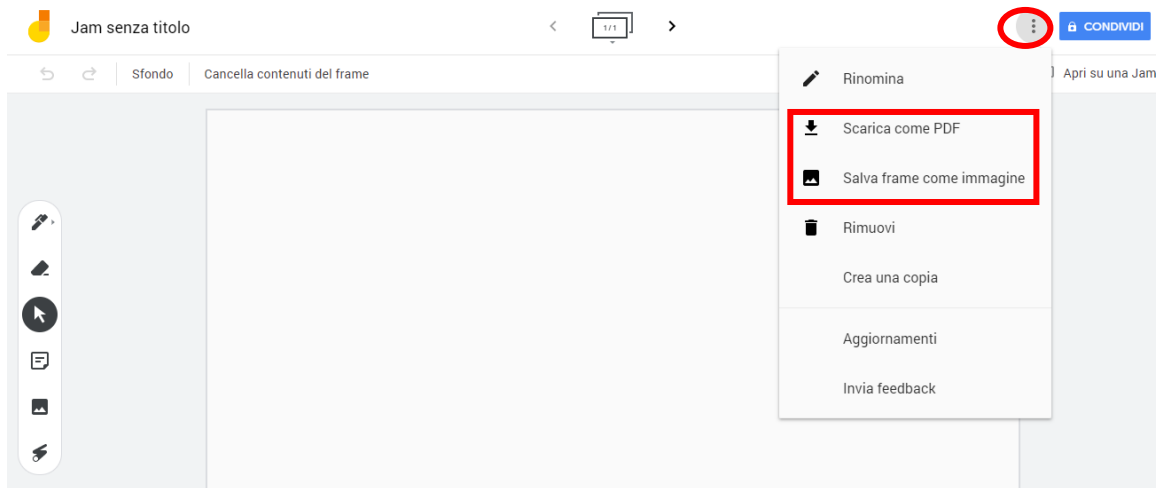 Jam senza titolo
1/1
CONDIVIDI
Sfondo
Cancella contenuti del frame
Apri su una Jam
Rinomina
Scarica come PDF
Salva frame come immagine
Rimuovi
Crea una copia
Aggiornamenti
Invia feedback